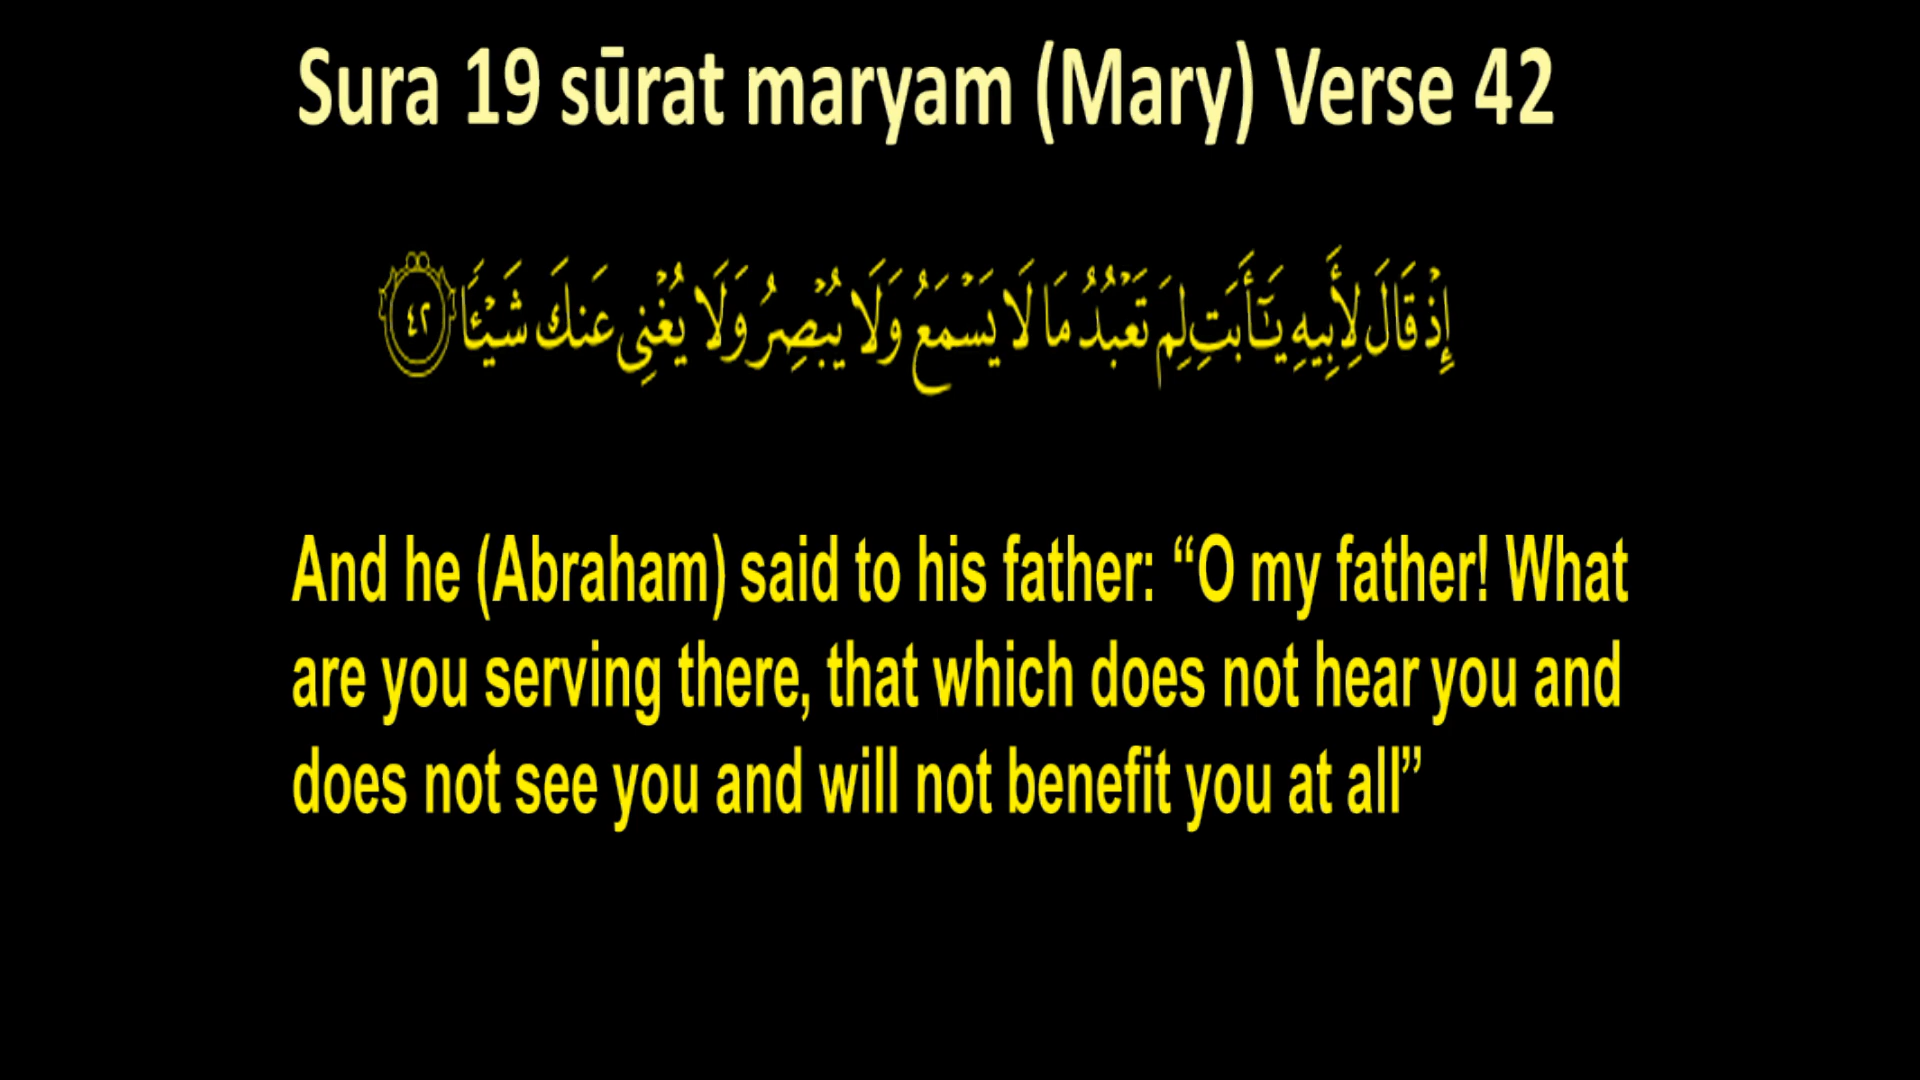 Sura 19 sūrat maryam (Mary) Verse 42
إِذْ قَالَ لِأَبِيهِ يَـٰٓأَبَتِ لِمَ تَعْبُدُ مَا لَا يَسْمَعُ وَلَا يُبْصِرُ وَلَا يُغْنِى عَنكَ شَيْـًٔا ٤٢
And he (Abraham) said to his father: “O my father! What
are you serving there, that which does not hear you and
does not see you and will not benefit you at all”